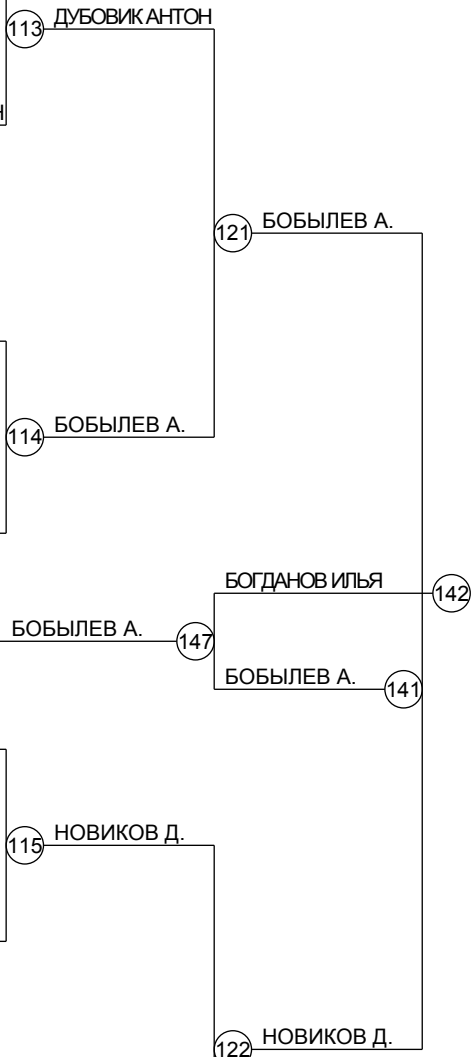 113 ДУБОВИК АНТОН
121 БОБЫЛЕВ А.
114 БОБЫЛЕВ А.
БОГДАНОВ ИЛЬЯ 142
БОБЫЛЕВ А. 147
БОБЫЛЕВ А. 141
115 НОВИКОВ Д.
122 НОВИКОВ Д.